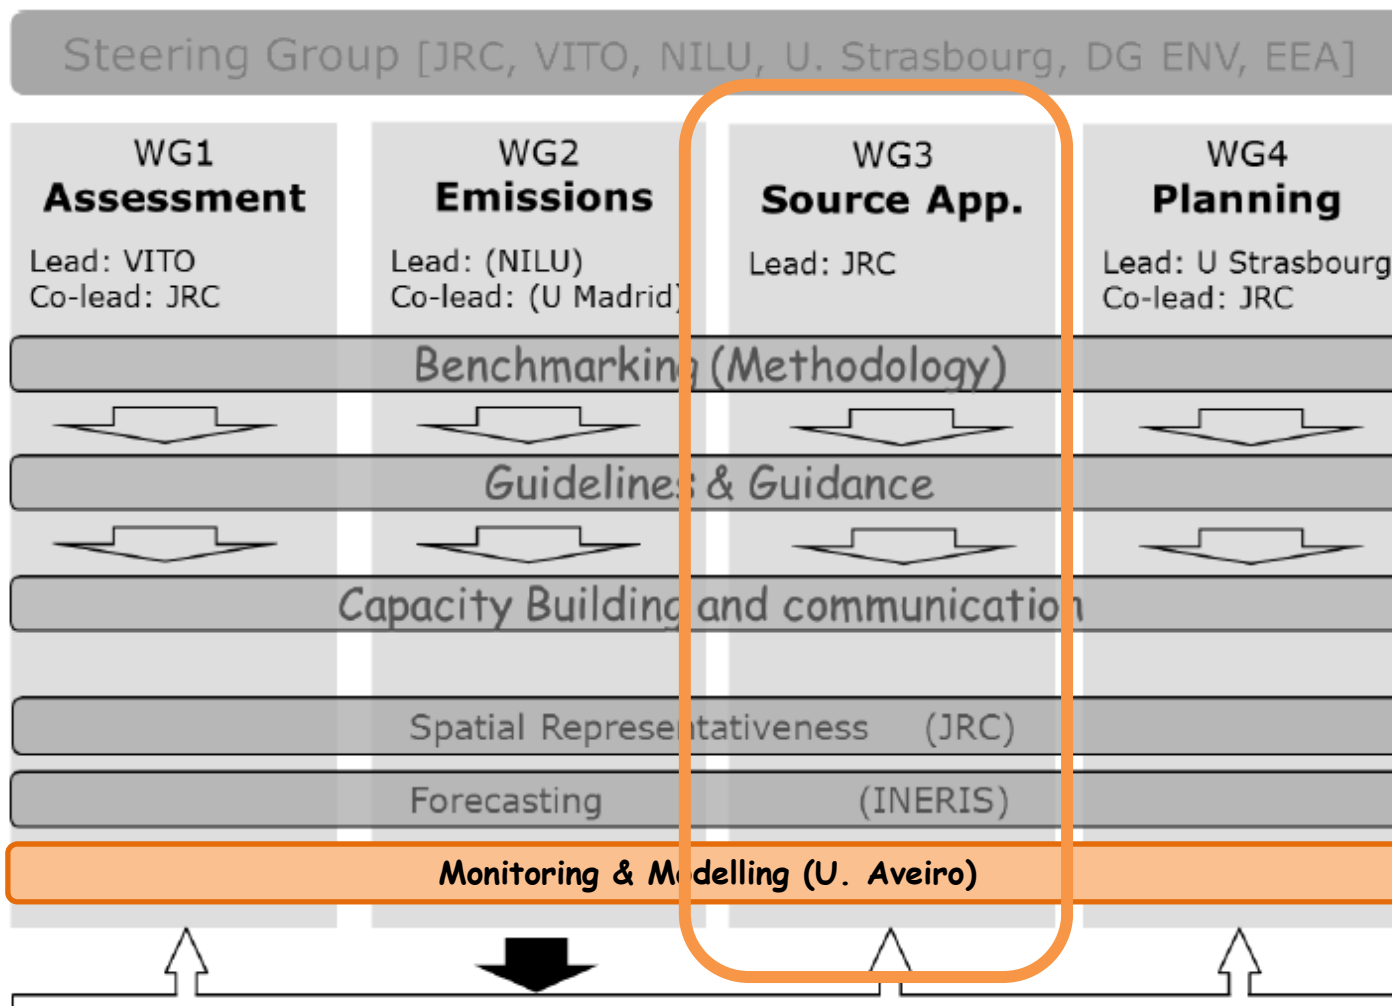 Steering Group [JRC, VITO, NILU, U. Strasbourg, DG ENV, EEA]
WG1
Assessment
Lead: VITO
Co-lead: JRC
WG2
Emissions
Lead: (NILU)
Co-lead: (U Madrid)
WG3
Source App.
Lead: JRC
WG4
Planning
Lead: U Strasbourg
Co-lead: JRC
Benchmarking (Methodology)
Guidelines & Guidance
Capacity Building and communication
Spatial Representativeness (JRC)
Forecasting (INERIS)
Monitoring & Modelling (U. Aveiro)